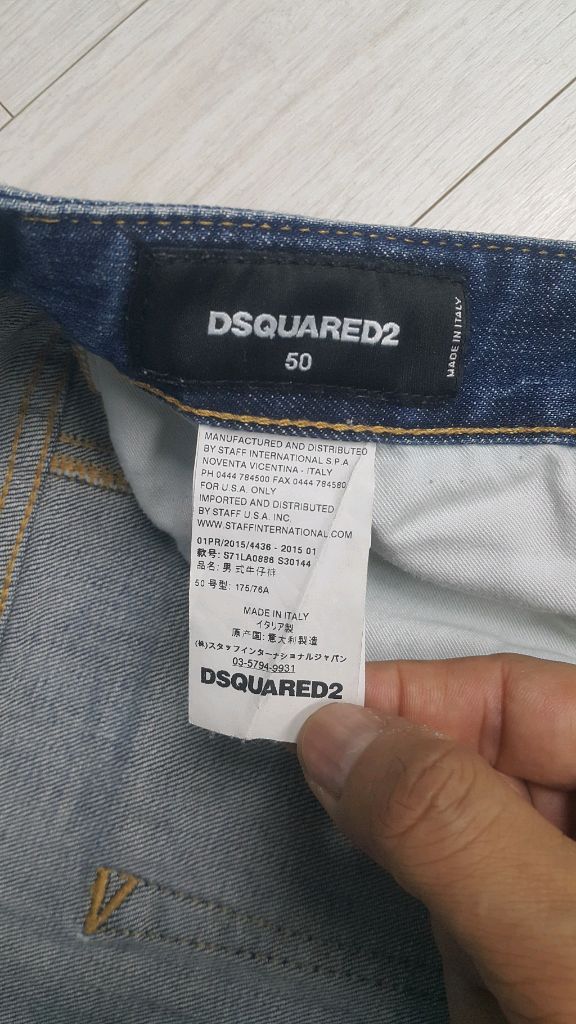 DSQUARED2
50
MADE IN ITALY
MANUFACTURED AND DISTRIBUTED
BY STAFF INTERNATIONAL S.P.A
NOVENTA VICENTINA - ITALY
PH 0444 784500 FAX 0444 784580
FOR U.S.A. ONLY
IMPORTED AND DISTRIBUTED
BY STAFF U.S.A. INC.
WWW.STAFFINTERNATIONAL.COM
01PR/2015/4436 - 2015 01
款号: S71LA0886 S30144
品名: 男式牛仔裤
50 号型: 175/76A
MADE IN ITALY
イタリア製
原产国: 意大利製造
(株)スタッフインターナショナルジャパン
03-5794-9931
DSQUARED2